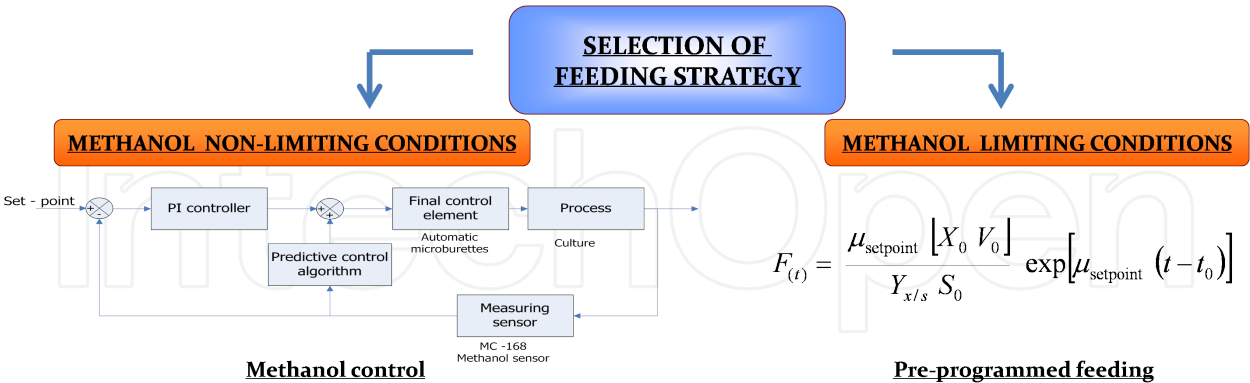 SELECTION OF
FEEDING STRATEGY
METHANOL NON-LIMITING CONDITIONS
METHANOL LIMITING CONDITIONS
IntechOpen
Set - point
+
-
PI controller
+
+
Final control
element
Automatic
microburettes
Process
Culture
Predictive control
algorithm
Measuring
sensor
MC -168
Methanol sensor
Methanol control
F(t) = μsetpoint [X0 V0] / Yx/s S0 exp[μsetpoint (t − t0)]
Pre-programmed feeding